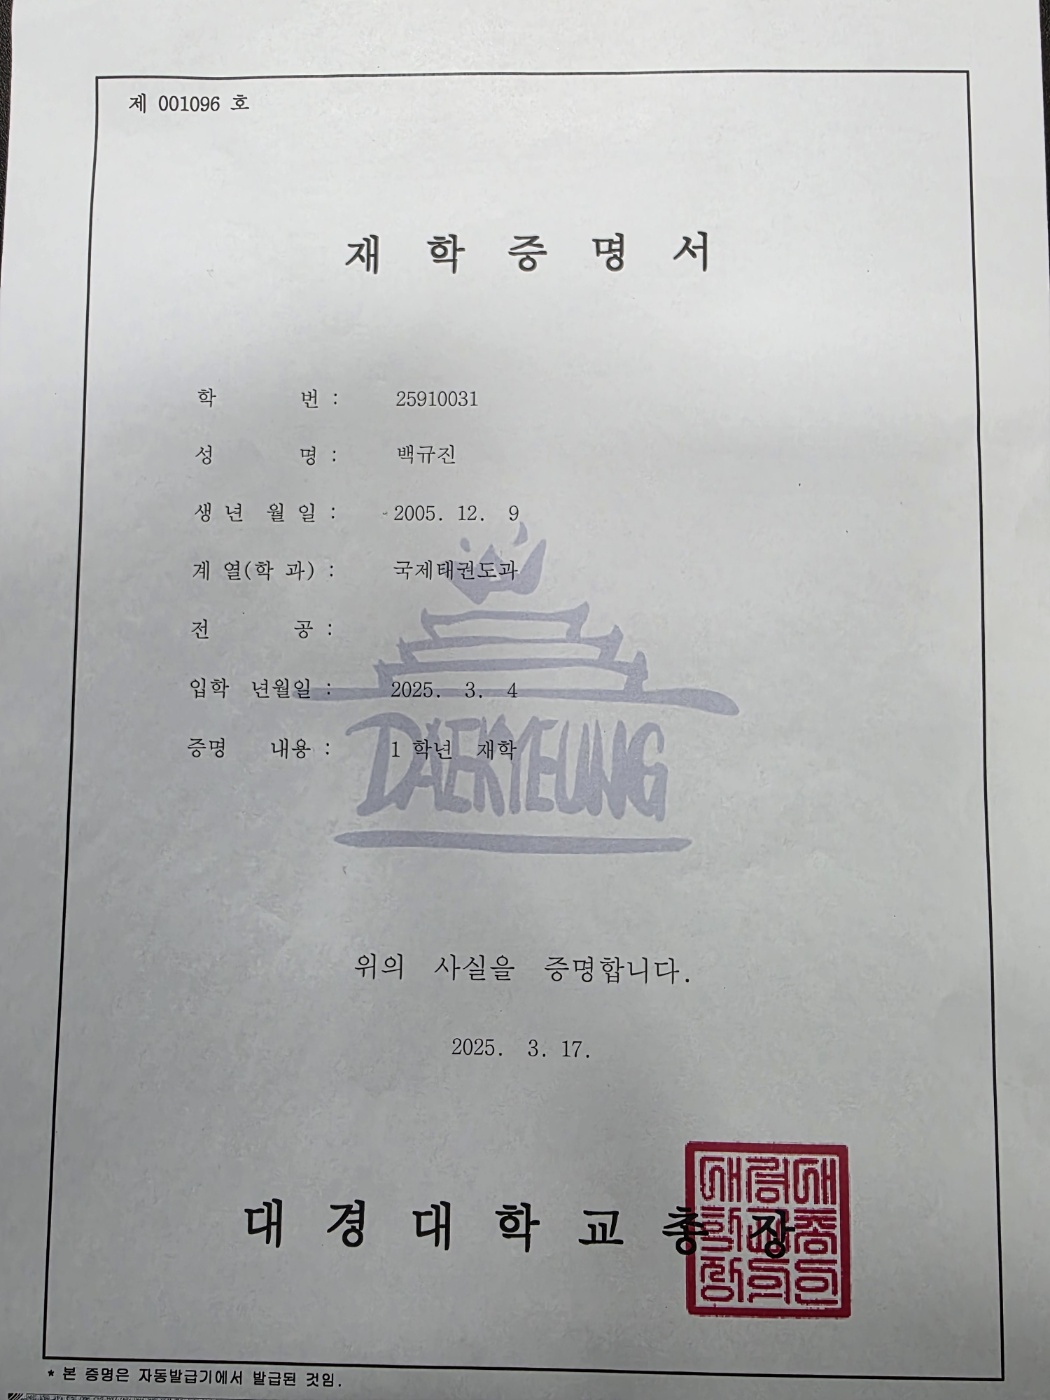 제 001096 호
재 학 증 명 서
학 번 : 25910031
성 명 : 백규진
생 년 월 일 : 2005. 12. 9
계 열(학 과) : 국제태권도과
전 공 :
입학 년월일 : 2025. 3. 4
증명 내용 : 1 학년 재학
DAEKYEUNG
위의 사실을 증명합니다.
2025. 3. 17.
대 경 대 학 교 총 장
* 본 증명은 자동발급기에서 발급된 것임.